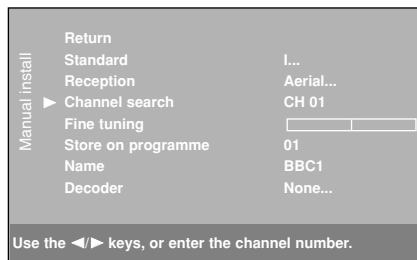 Manual install
Return
Standard I...
Reception Aerial...
▶ Channel search CH 01
Fine tuning
Store on programme 01
Name BBC1
Decoder None...
Use the ◀/▶ keys, or enter the channel number.